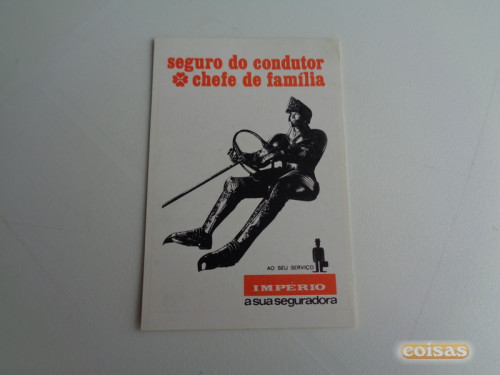 seguro do condutor
chefe de família
AO SEU SERVIÇO
IMPÉRIO
a sua seguradora
coisas